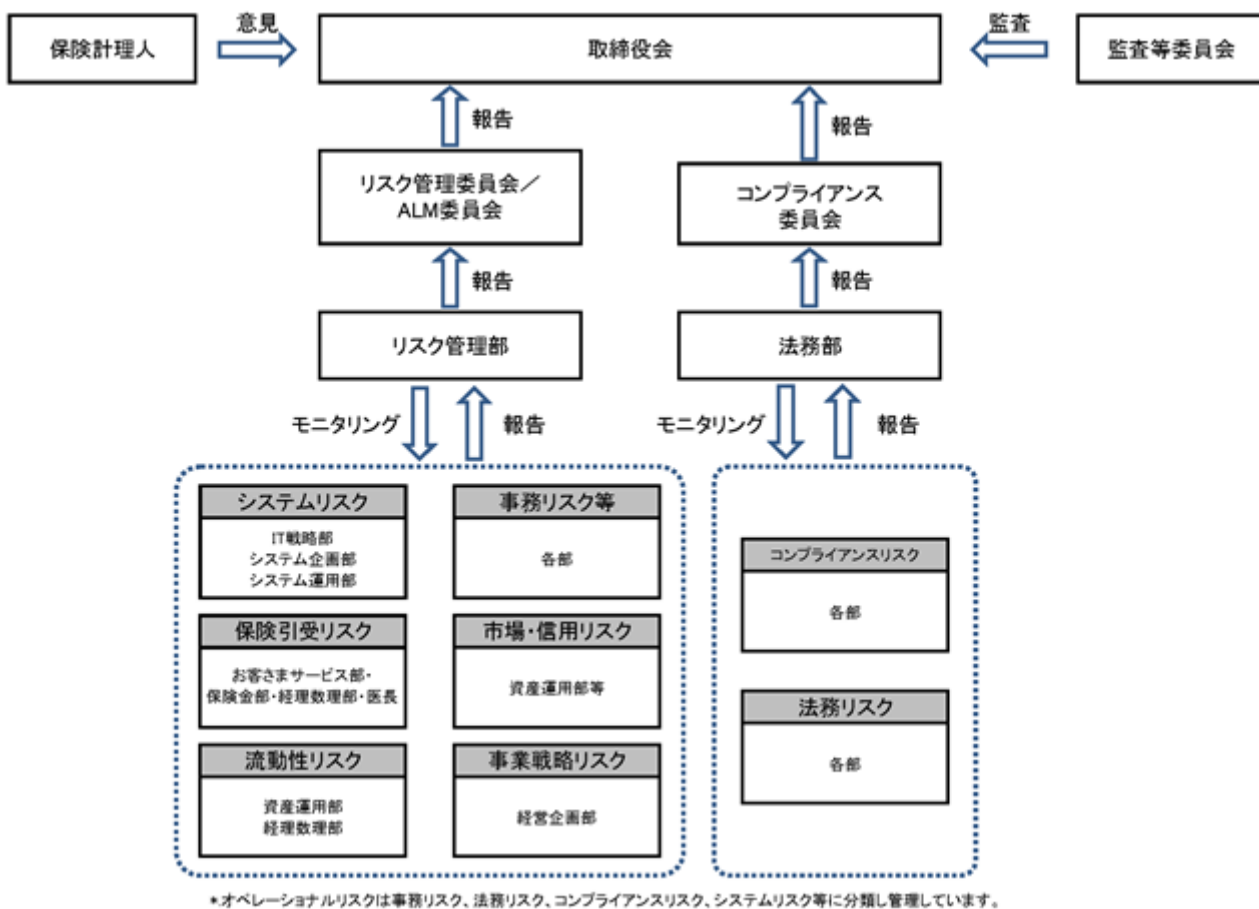 意見
監査
保険計理人
取締役会
監査等委員会
報告
報告
リスク管理委員会／
ALM委員会
コンプライアンス
委員会
報告
報告
リスク管理部
法務部
モニタリング
報告
モニタリング
報告
システムリスク
IT戦略部
システム企画部
システム運用部
事務リスク等
各部
保険引受リスク
お客さまサービス部・
保険金部・経理数理部・医長
市場・信用リスク
資産運用部等
流動性リスク
資産運用部
経理数理部
事業戦略リスク
経営企画部
コンプライアンスリスク
各部
法務リスク
各部
*.オペレーショナルリスクは事務リスク、法務リスク、コンプライアンスリスク、システムリスク等に分類し管理しています。